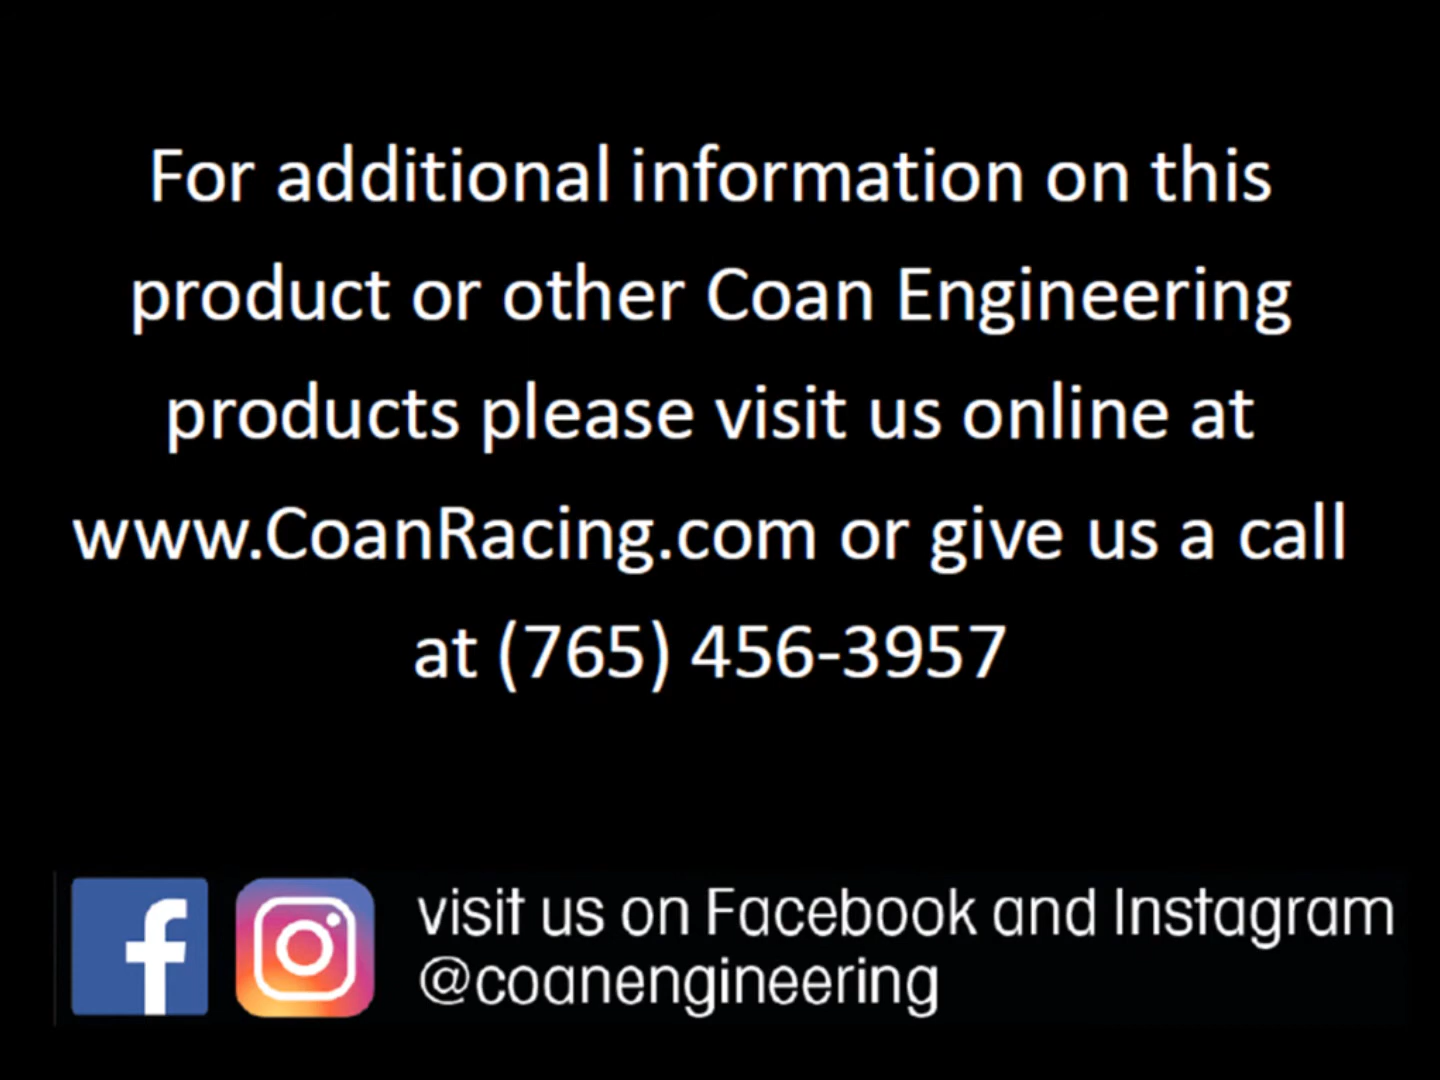 For additional information on this
product or other Coan Engineering
products please visit us online at
www.CoanRacing.com or give us a call
at (765) 456-3957
visit us on Facebook and Instagram
@coanengineering